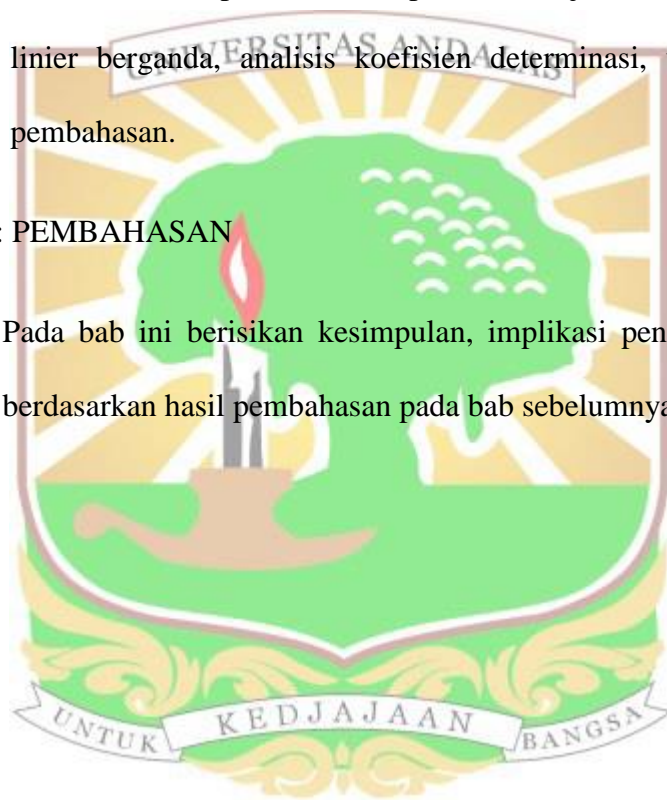 UNIVERSITAS ANDALAS
linier berganda, analisis koefisien determinasi,
pembahasan.
: PEMBAHASAN
Pada bab ini berisikan kesimpulan, implikasi pen
berdasarkan hasil pembahasan pada bab sebelumnya
UNTUK KEDJAJAAN BANGSA